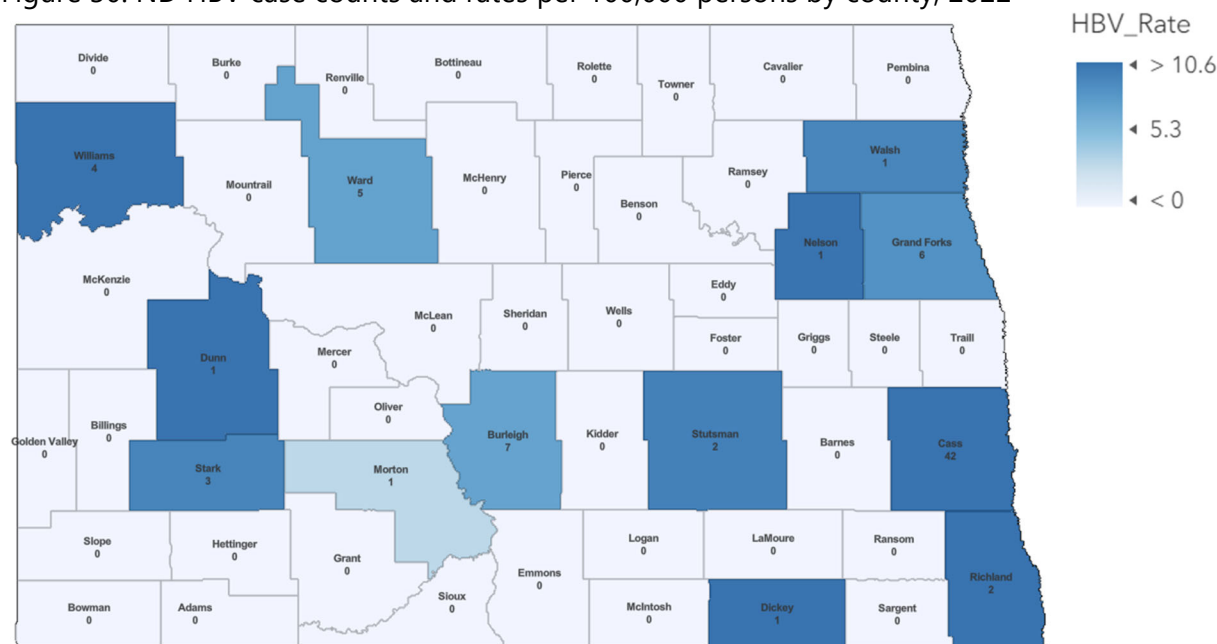 Figure 50. ND HBV case counts and rates per 100,000 persons by county, 2022
HBV_Rate
> 10.6
5.3
< 0
Divide
0
Burke
0
Renville
0
Bottineau
0
Rolette
0
Towner
0
Cavalier
0
Pembina
0
Williams
4
Mountrail
0
Ward
5
McHenry
0
Pierce
0
Benson
0
Ramsey
0
Walsh
1
Nelson
1
Grand Forks
6
McKenzie
0
McLean
0
Sheridan
0
Wells
0
Eddy
0
Foster
0
Griggs
0
Steele
0
Traill
0
Dunn
1
Mercer
0
Oliver
0
Golden Valley
0
Billings
0
Stark
3
Morton
1
Burleigh
7
Kidder
0
Stutsman
2
Barnes
0
Cass
42
Slope
0
Hettinger
0
Grant
0
Sioux
0
Emmons
0
Logan
0
LaMoure
0
Ransom
0
Richland
2
Bowman
0
Adams
0
McIntosh
0
Dickey
1
Sargent
0